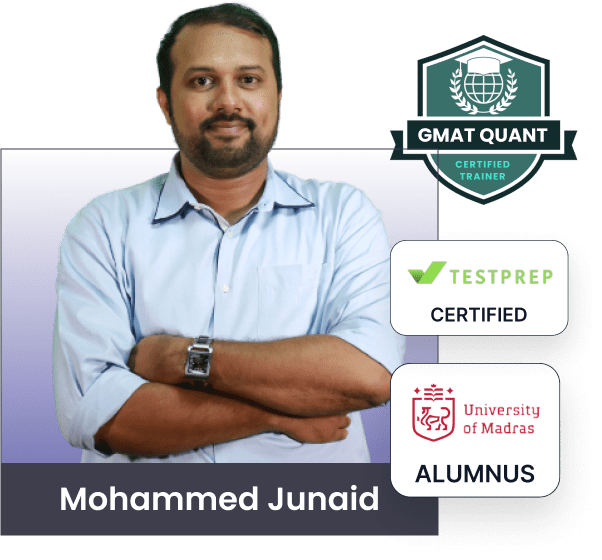 GMAT QUANT
CERTIFIED
TRAINER
TESTPREP
CERTIFIED
University
of Madras
ALUMNUS
Mohammed Junaid